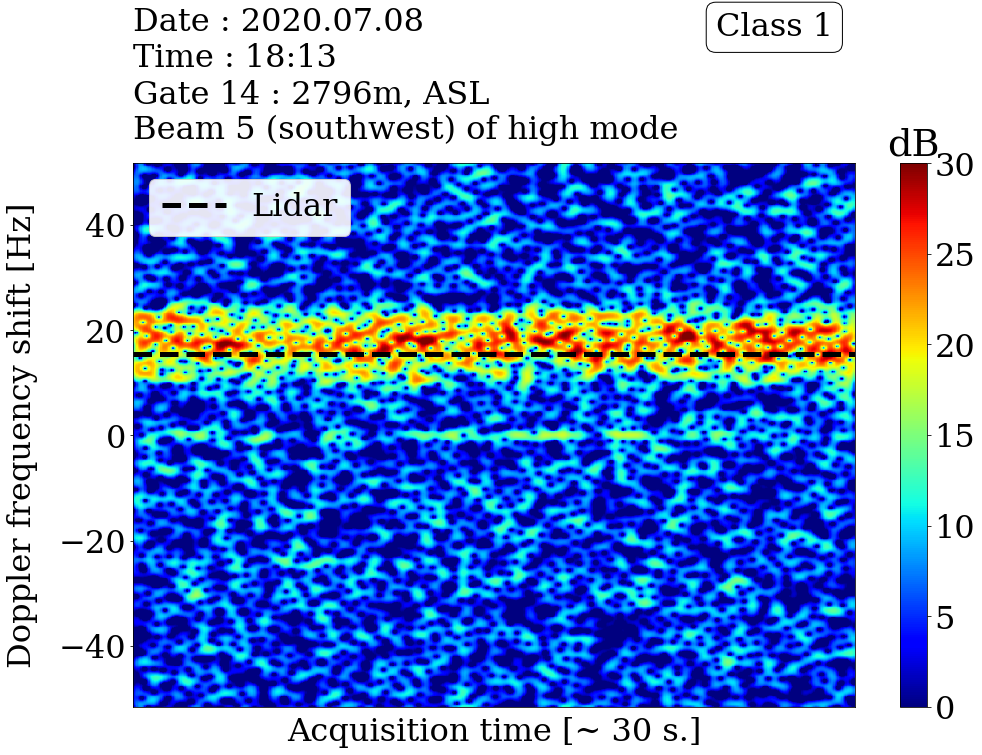 Date : 2020.07.08
Time : 18:13
Gate 14 : 2796m, ASL
Beam 5 (southwest) of high mode
Class 1
dB
Lidar
Doppler frequency shift [Hz]
40
20
0
−20
−40
30
25
20
15
10
5
0
Acquisition time [~ 30 s.]